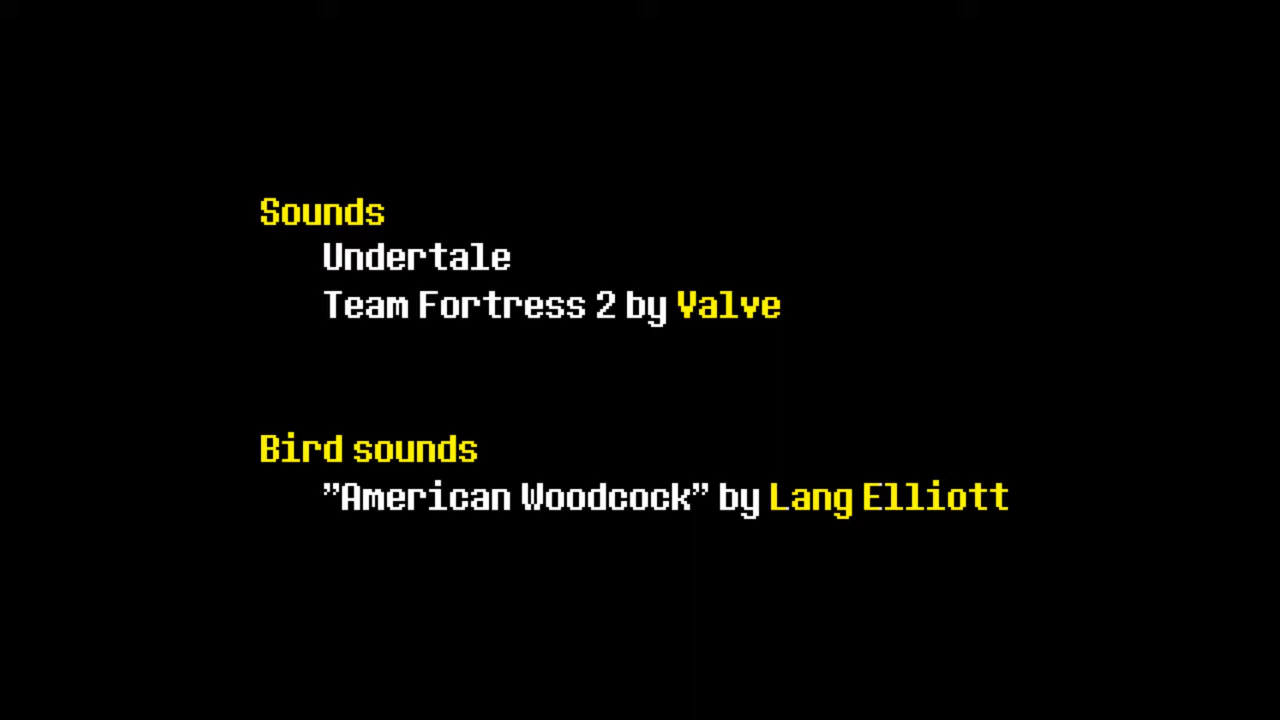 Sounds
Undertale
Team Fortress 2 by Valve
Bird sounds
”American Woodcock” by Lang Elliott